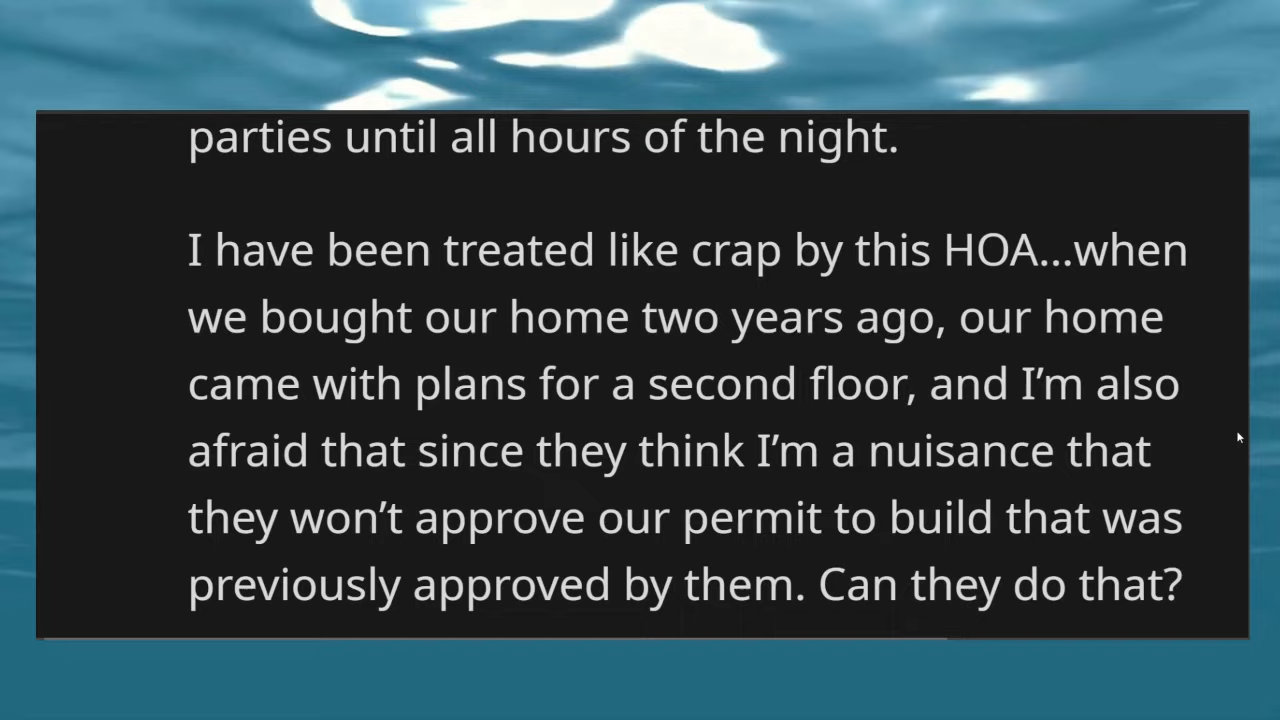 parties until all hours of the night.
I have been treated like crap by this HOA...when
we bought our home two years ago, our home
came with plans for a second floor, and I’m also
afraid that since they think I’m a nuisance that
they won’t approve our permit to build that was
previously approved by them. Can they do that?